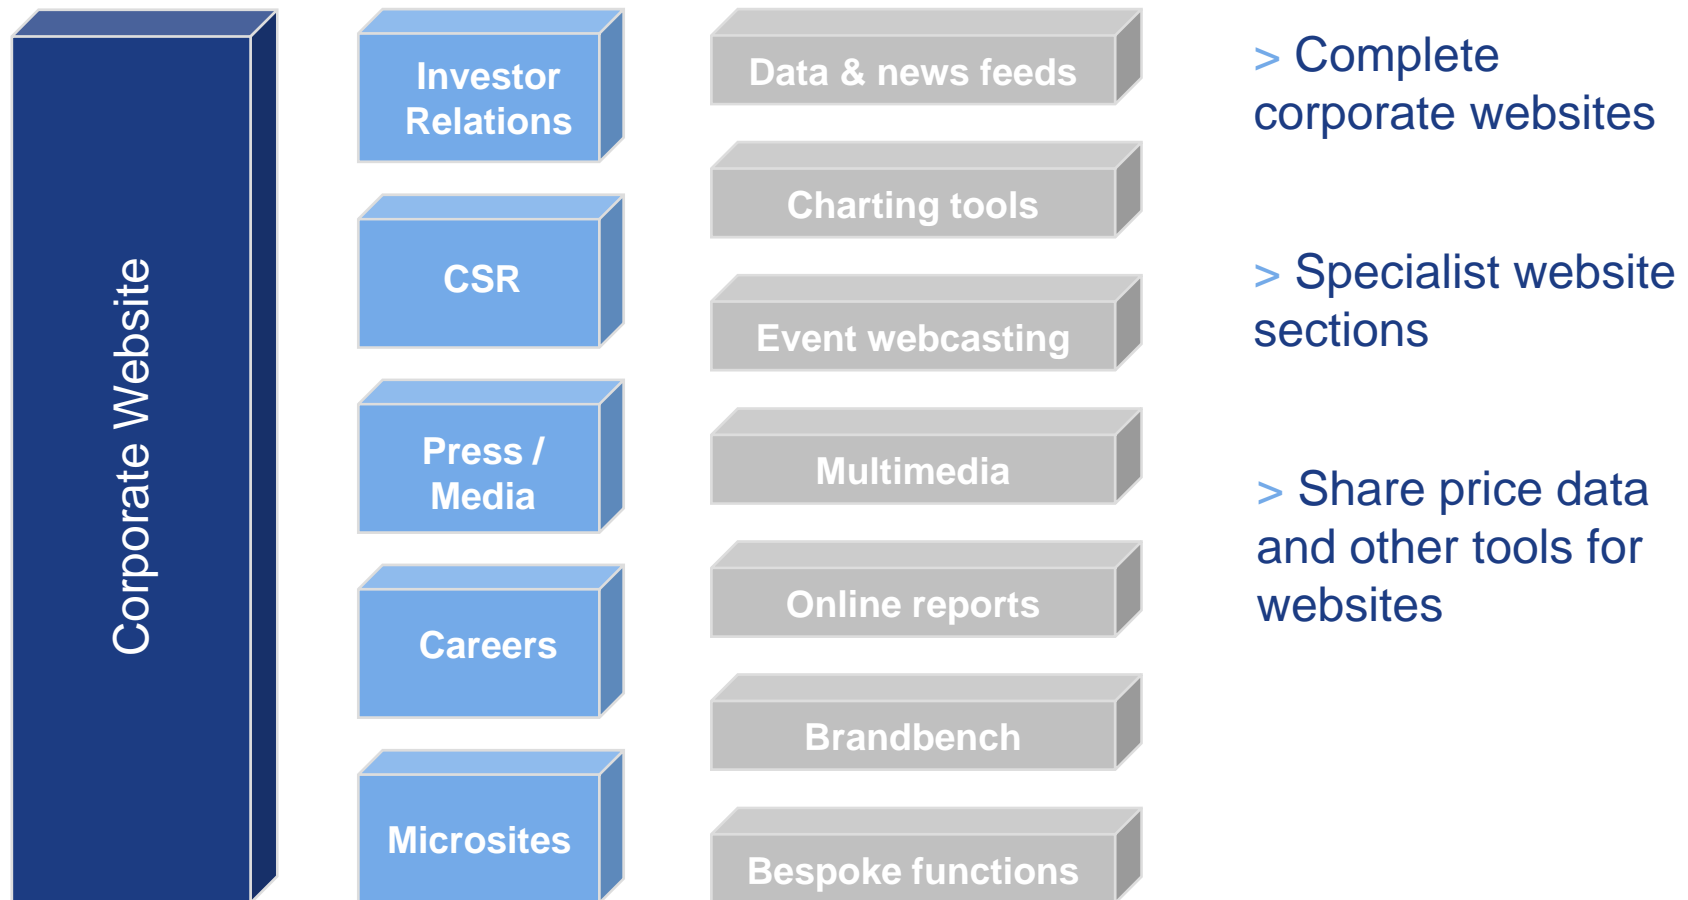 Corporate Website
Investor
Relations
CSR
Press /
Media
Careers
Microsites
Data & news feeds
Charting tools
Event webcasting
Multimedia
Online reports
Brandbench
Bespoke functions
> Complete
corporate websites
> Specialist website
sections
> Share price data
and other tools for
websites